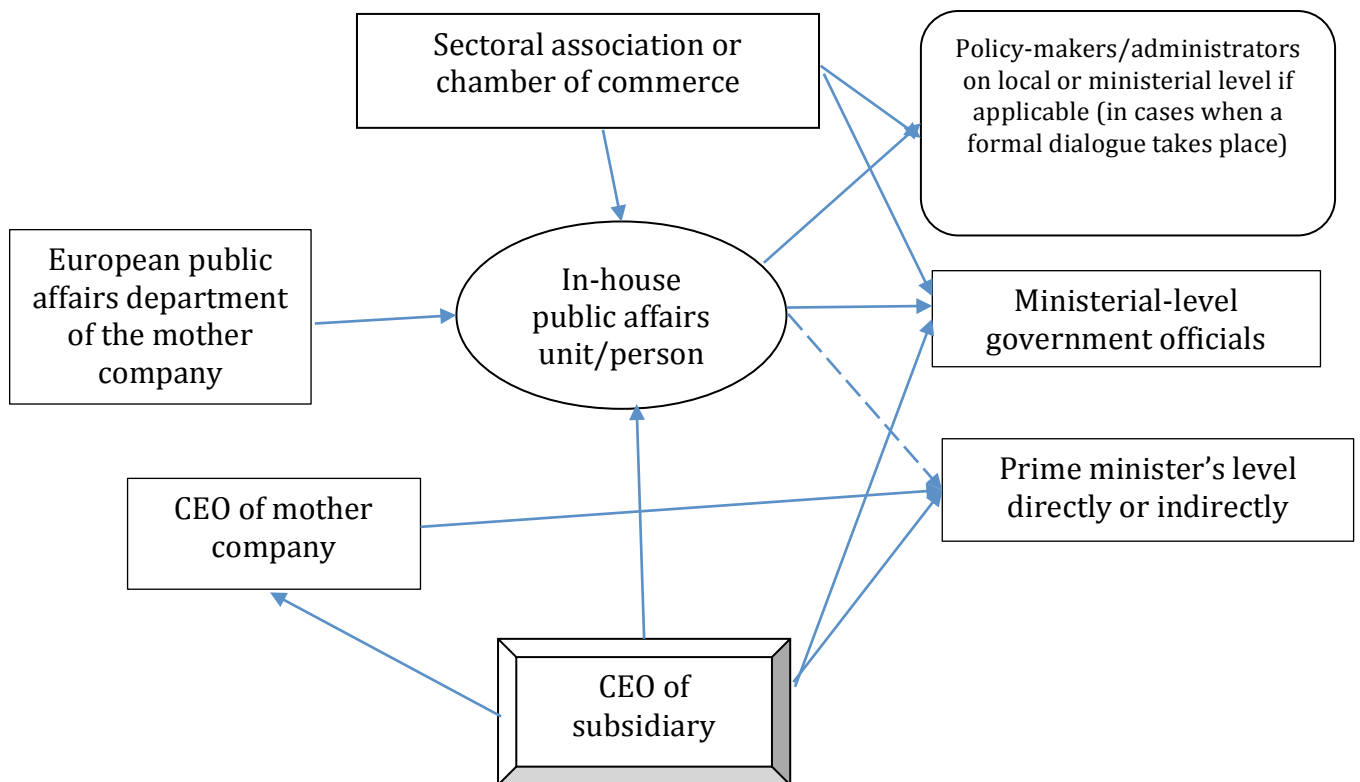 Sectoral association or
chamber of commerce
Policy-makers/administrators
on local or ministerial level if
applicable (in cases when a
formal dialogue takes place)
European public
affairs department
of the mother
company
In-house
public affairs
unit/person
Ministerial-level
government officials
Prime minister’s level
directly or indirectly
CEO of mother
company
CEO of
subsidiary